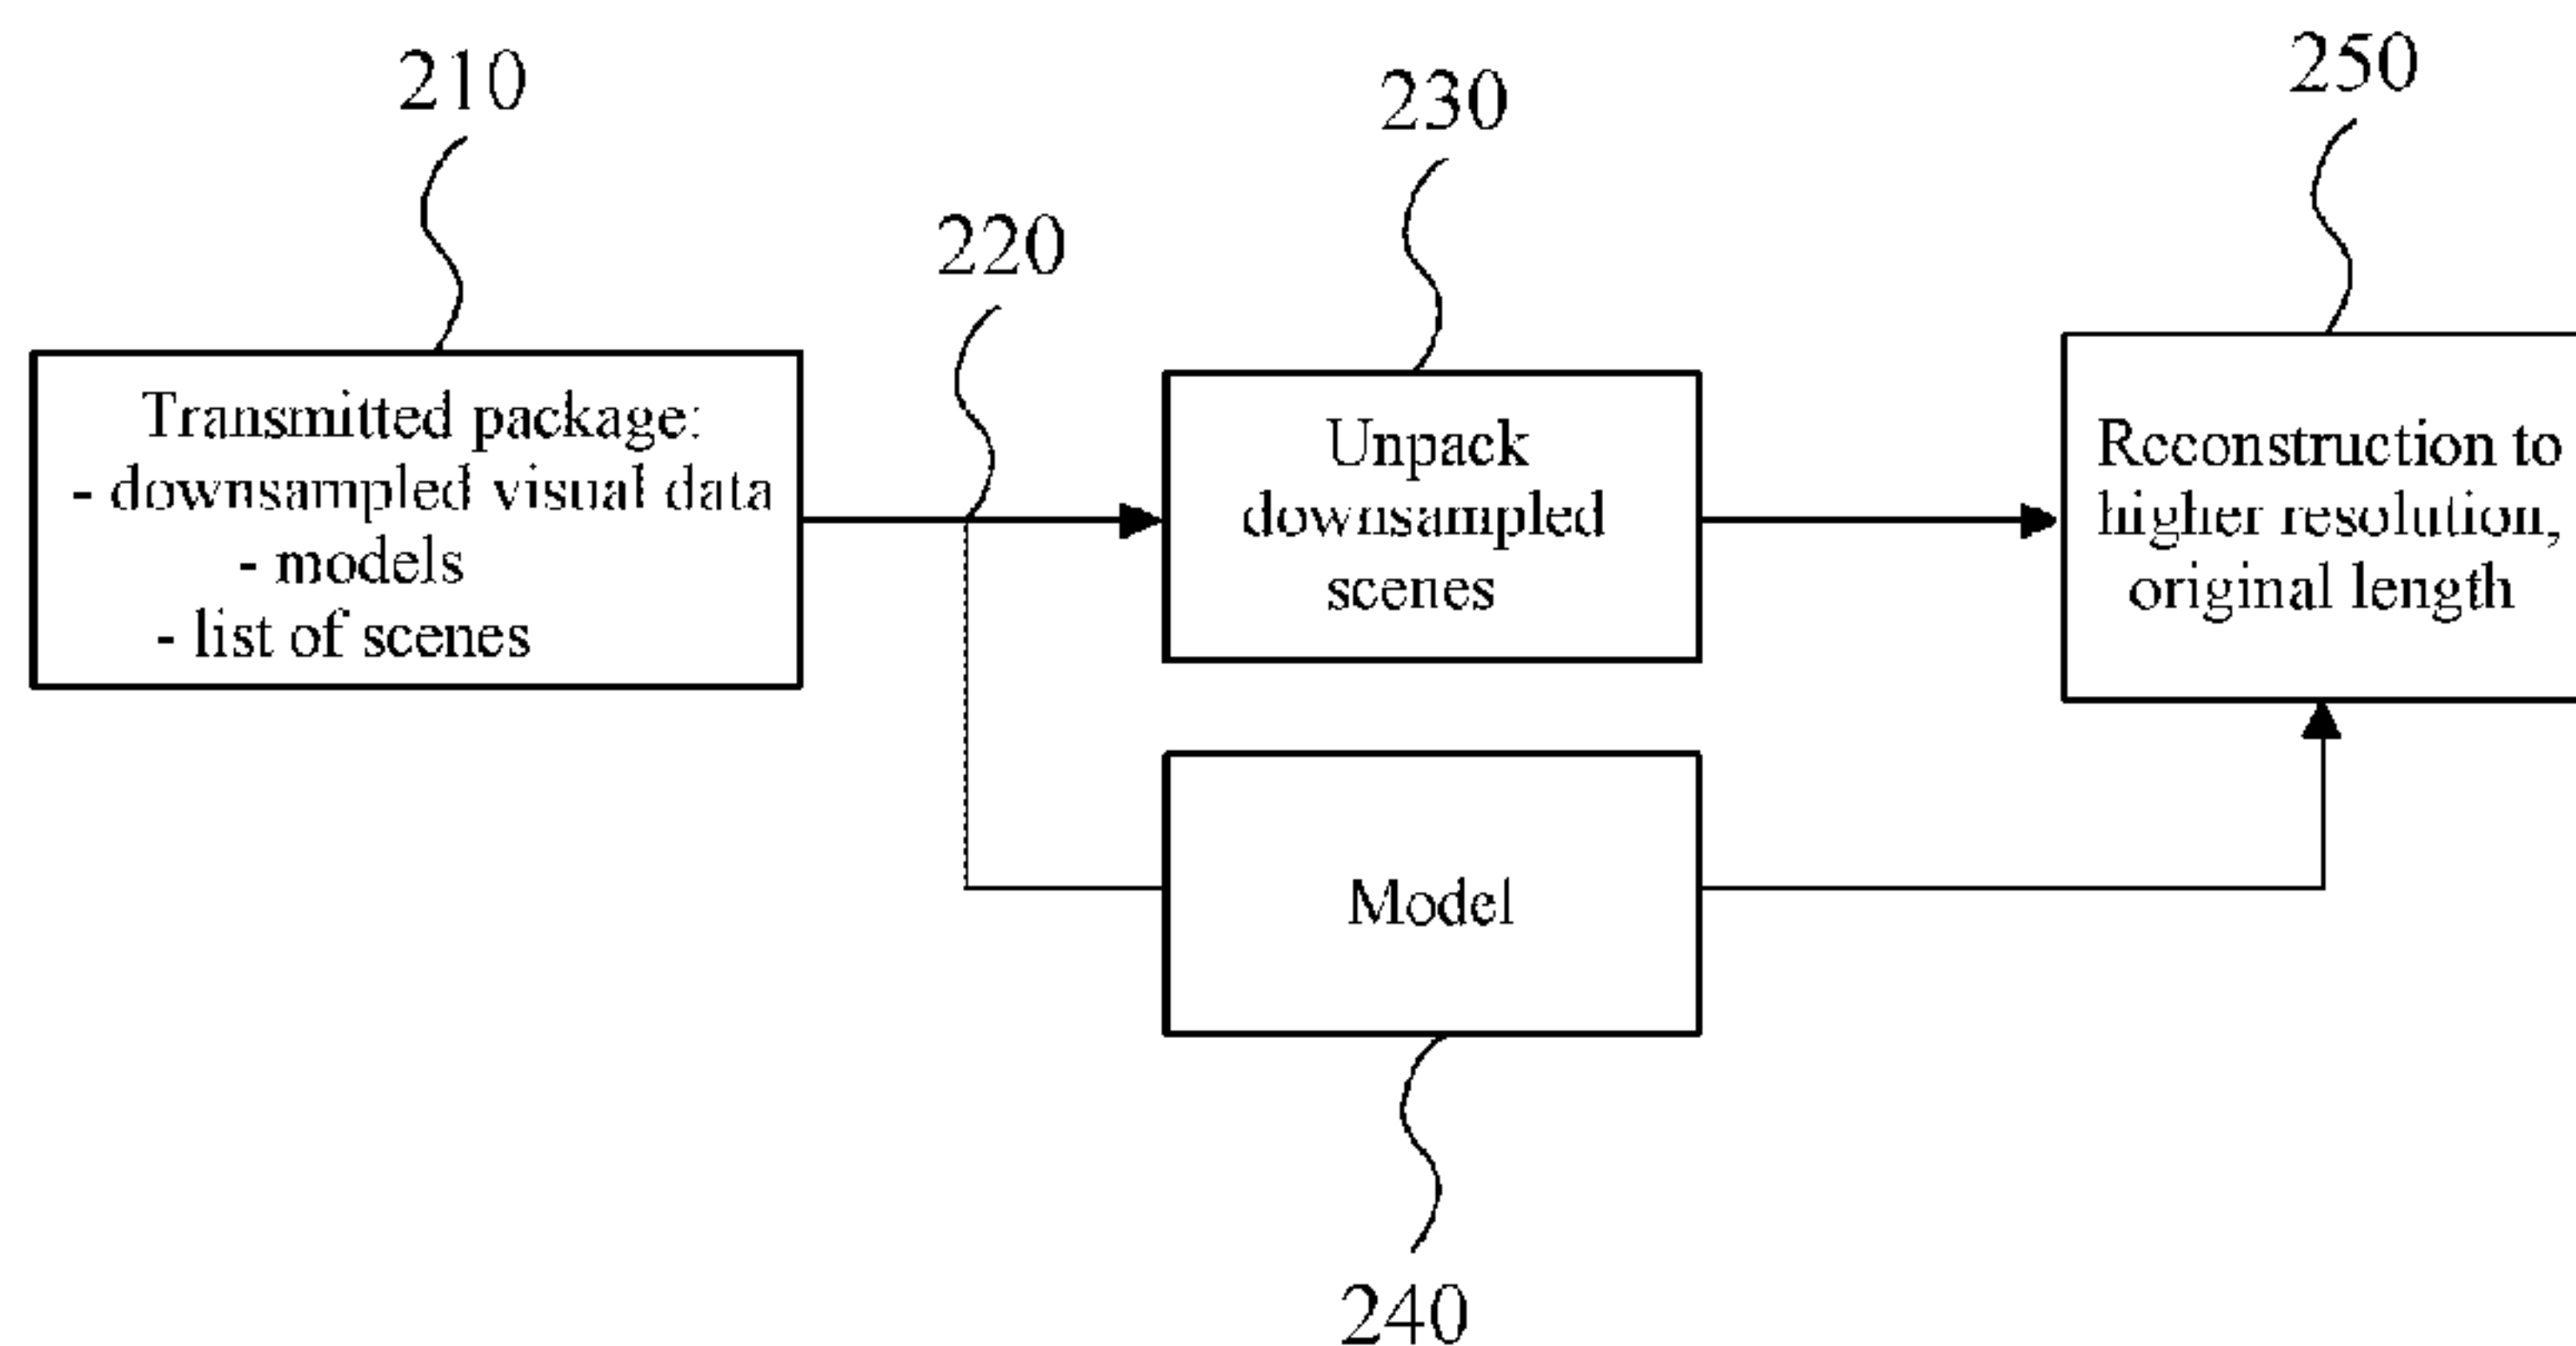 210
230
250
220
Transmitted package:
- downsampled visual data
- models
- list of scenes
Unpack
downsampled
scenes
Reconstruction to
higher resolution,
original length
Model
240